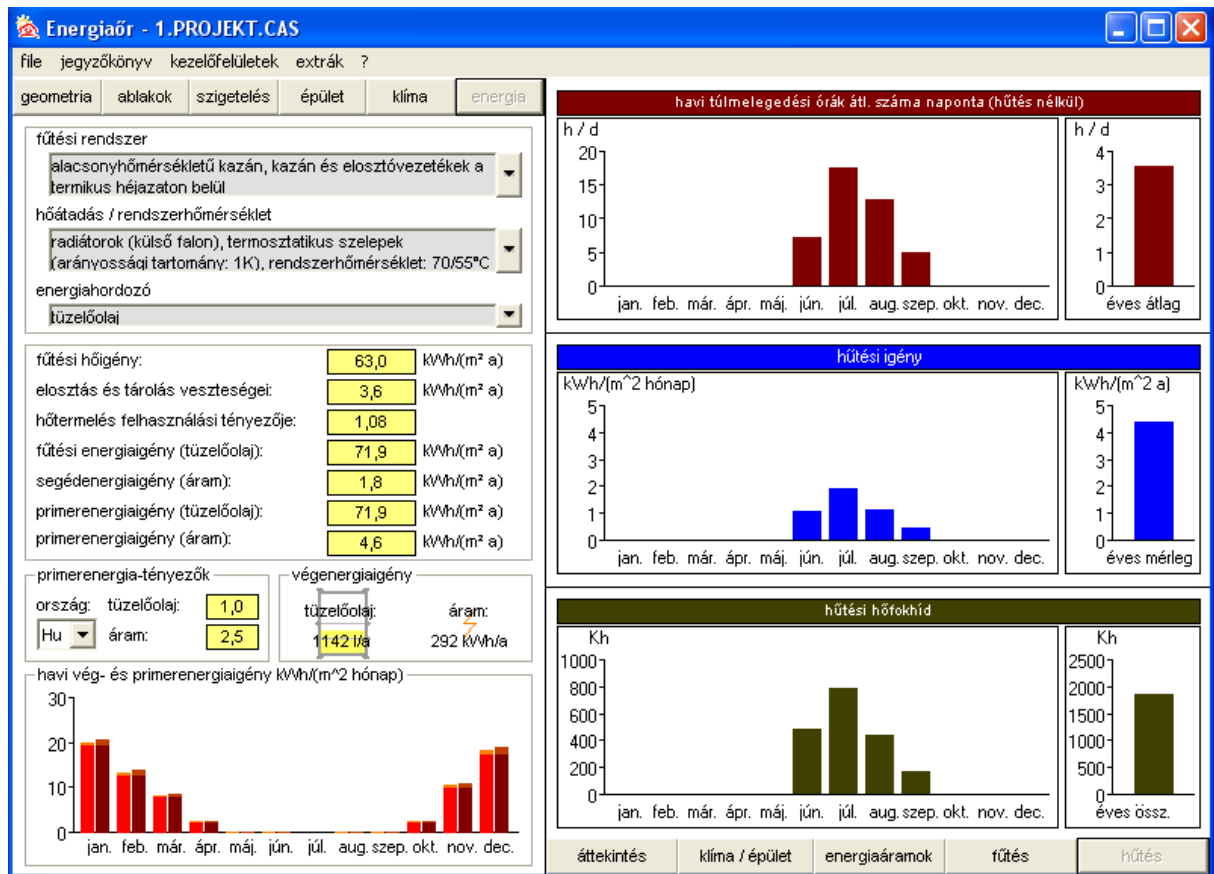 Energiaőr - 1.PROJEKT.CAS
file jegyzőkönyv kezelőfelületek extrák ?
geometria ablakok szigetelés épület klíma energia
fűtési rendszer
alacsonyhőmérsékletű kazán, kazán és elosztóvezetékek a
termikus héjazaton belül
hőátadás / rendszerhőmérséklet
radiátorok (külső falon), termosztatikus szelepek
(arányossági tartomány: 1K), rendszerhőmérséklet: 70/55°C
energiahordozó
tüzelőolaj
fűtési hőigény: 63,0 kWh/(m² a)
elosztás és tárolás veszteségei: 3,6 kWh/(m² a)
hőtermelés felhasználási tényezője: 1,08
fűtési energiaigény (tüzelőolaj): 71,9 kWh/(m² a)
segédenergiaigény (áram): 1,8 kWh/(m² a)
primerenergiaigény (tüzelőolaj): 71,9 kWh/(m² a)
primerenergiaigény (áram): 4,6 kWh/(m² a)
primerenergia-tényezők
ország: tüzelőolaj: 1,0
Hu áram: 2,5
végenergiaigény
tüzelőolaj: áram:
1142 l/a 292 kWh/a
havi vég- és primerenergiaigény kWh/(m^2 hónap)
30
20
10
0
jan. feb. már. ápr. máj. jún. júl. aug. szep. okt. nov. dec.
havi túlmelegedési órák átl. száma naponta (hűtés nélkül)
h / d
20
15
10
5
0
jan. feb. már. ápr. máj. jún. júl. aug. szep. okt. nov. dec.
h / d
4
3
2
1
0
éves átlag
hűtési igény
kWh/(m^2 hónap)
5
4
3
2
1
0
jan. feb. már. ápr. máj. jún. júl. aug. szep. okt. nov. dec.
kWh/(m^2 a)
5
4
3
2
1
0
éves mérleg
hűtési hőfokhíd
Kh
1000
800
600
400
200
0
jan. feb. már. ápr. máj. jún. júl. aug. szep. okt. nov. dec.
Kh
2500
2000
1500
1000
500
0
éves össz.
áttekintés klíma / épület energiaáramok fűtés hűtés